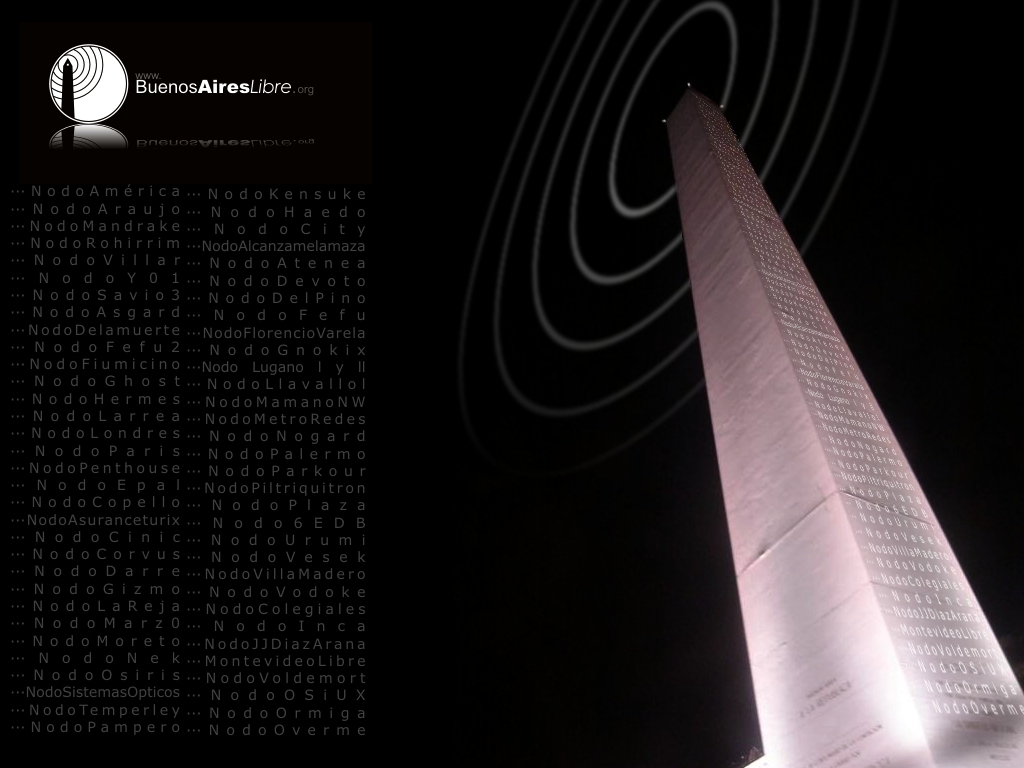 www.
BuenosAiresLibre.org
···NodoAmérica
···NodoAraujo
···NodoMandrake
···NodoRohirrim
···NodoVillar
···NodoY01
···NodoSavio3
···NodoAsgard
···NodoDelamuerte
···NodoFefu2
···NodoFiumicino
···NodoGhost
···NodoHermes
···NodoLarrea
···NodoLondres
···NodoParis
···NodoPenthouse
···NodoEpal
···NodoCopello
···NodoAsuranceturix
···NodoCinic
···NodoCorvus
···NodoDarre
···NodoGizmo
···NodoLaReja
···NodoMarz0
···NodoMoreto
···NodoNek
···NodoOsiris
···NodoSistemasOpticos
···NodoTemperley
···NodoPampero
···NodoKensuke
···NodoHaedo
···NodoCity
···NodoAlcanzamelamaza
···NodoAtenea
···NodoDevoto
···NodoDelPino
···NodoFefu
···NodoFlorencioVarela
···NodoGnokix
···Nodo Lugano l y ll
···NodoLlavallol
···NodoMamanoNW
···NodoMetroRedes
···NodoNogard
···NodoPalermo
···NodoParkour
···NodoPiltriquitron
···NodoPlaza
···Nodo6EDB
···NodoUrumi
···NodoVesek
···NodoVillaMadero
···NodoVodoke
···NodoColegiales
···NodoInca
···NodoJJDiazArana
···MontevideoLibre
···NodoVoldemort
···NodoOSiUX
···NodoOrmiga
···NodoOverme